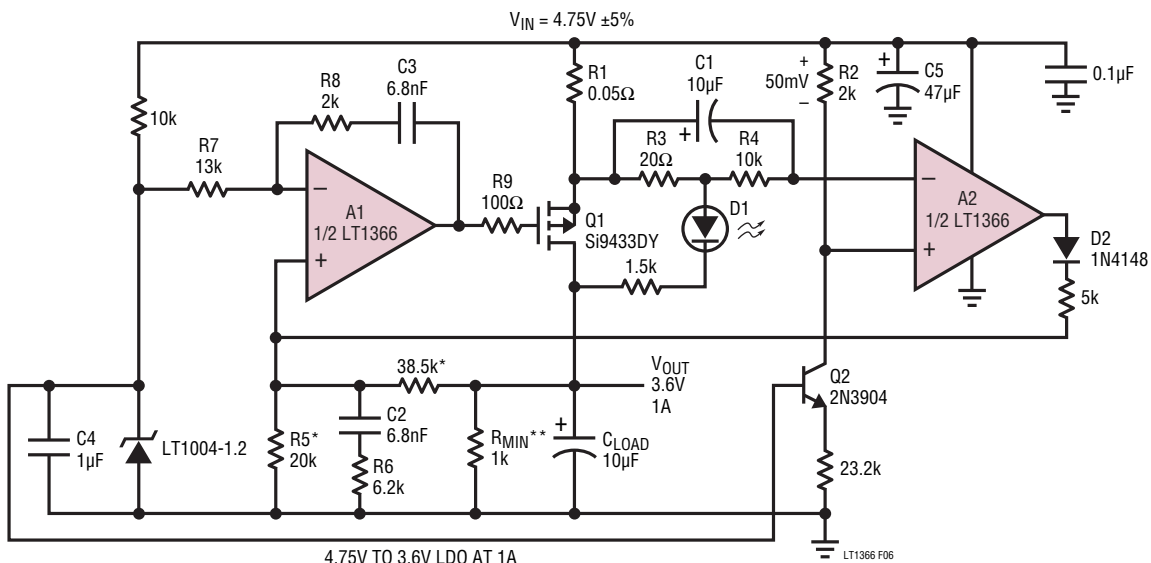 VIN = 4.75V ±5%
10k
R7
13k
R8
2k
C3
6.8nF
–
A1
1/2 LT1366
+
R9
100Ω
R1
0.05Ω
Q1
Si9433DY
C1
10µF
+
R3
20Ω
R4
10k
D1
1.5k
+
50mV
–
R2
2k
+
C5
47µF
0.1µF
–
A2
1/2 LT1366
+
D2
1N4148
5k
38.5k*
VOUT
3.6V
1A
Q2
2N3904
C4
1µF
LT1004-1.2
R5*
20k
C2
6.8nF
R6
6.2k
RMIN**
1k
+
CLOAD
10µF
23.2k
4.75V TO 3.6V LDO AT 1A
LT1366 F06